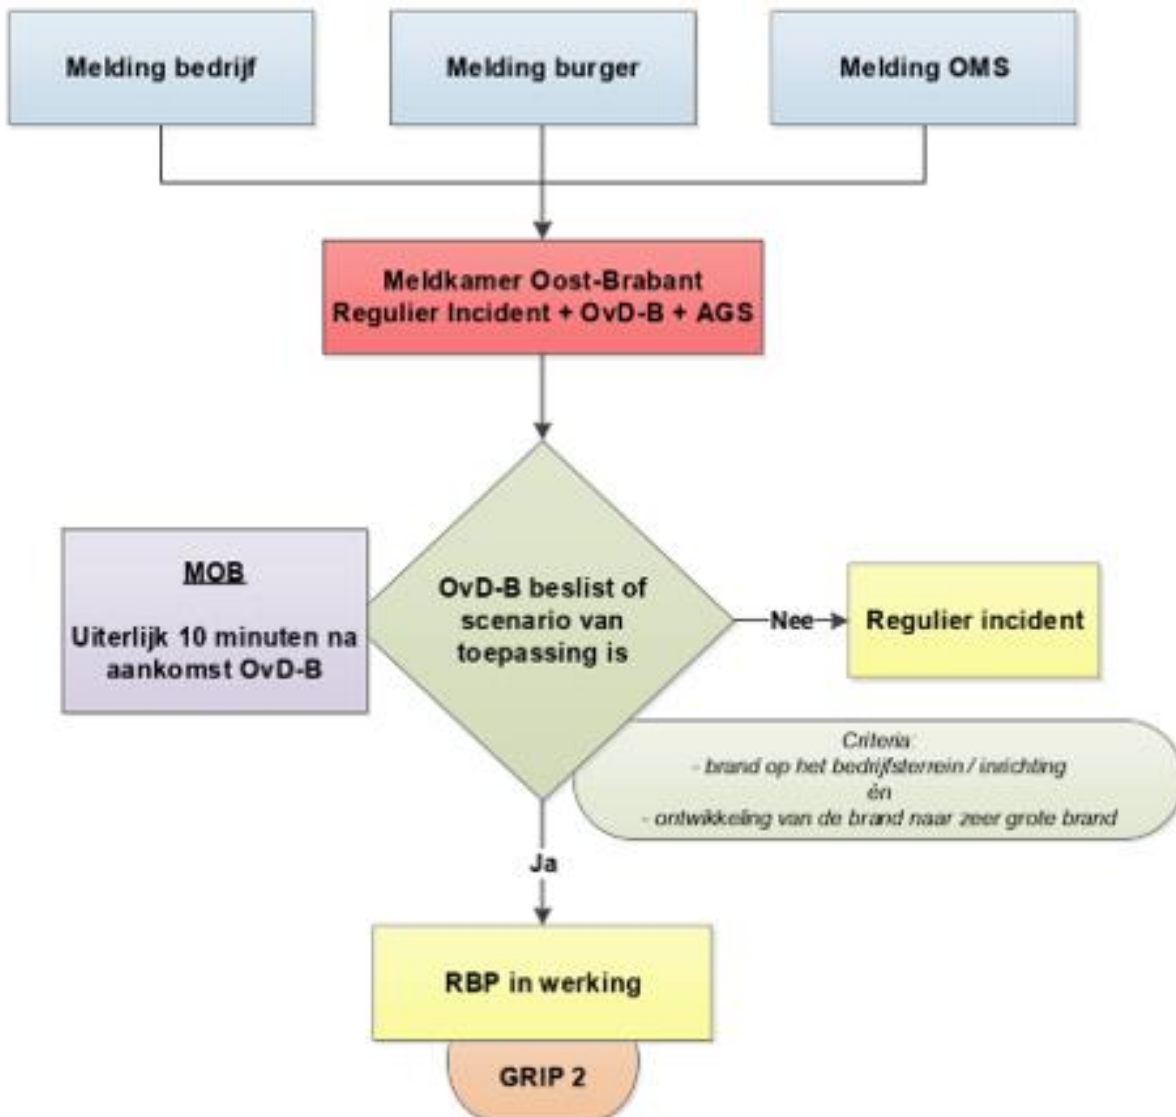 Melding bedrijf
Melding burger
Melding OMS
Meldkamer Oost-Brabant
Regulier Incident + OvD-B + AGS
MOB
Uiterlijk 10 minuten na
aankomst OvD-B
OvD-B beslist of
scenario van
toepassing is
Nee
Regulier incident
Criteria:
- brand op het bedrijfsterrein / inrichting
én
- ontwikkeling van de brand naar zeer grote brand
Ja
RBP in werking
GRIP 2